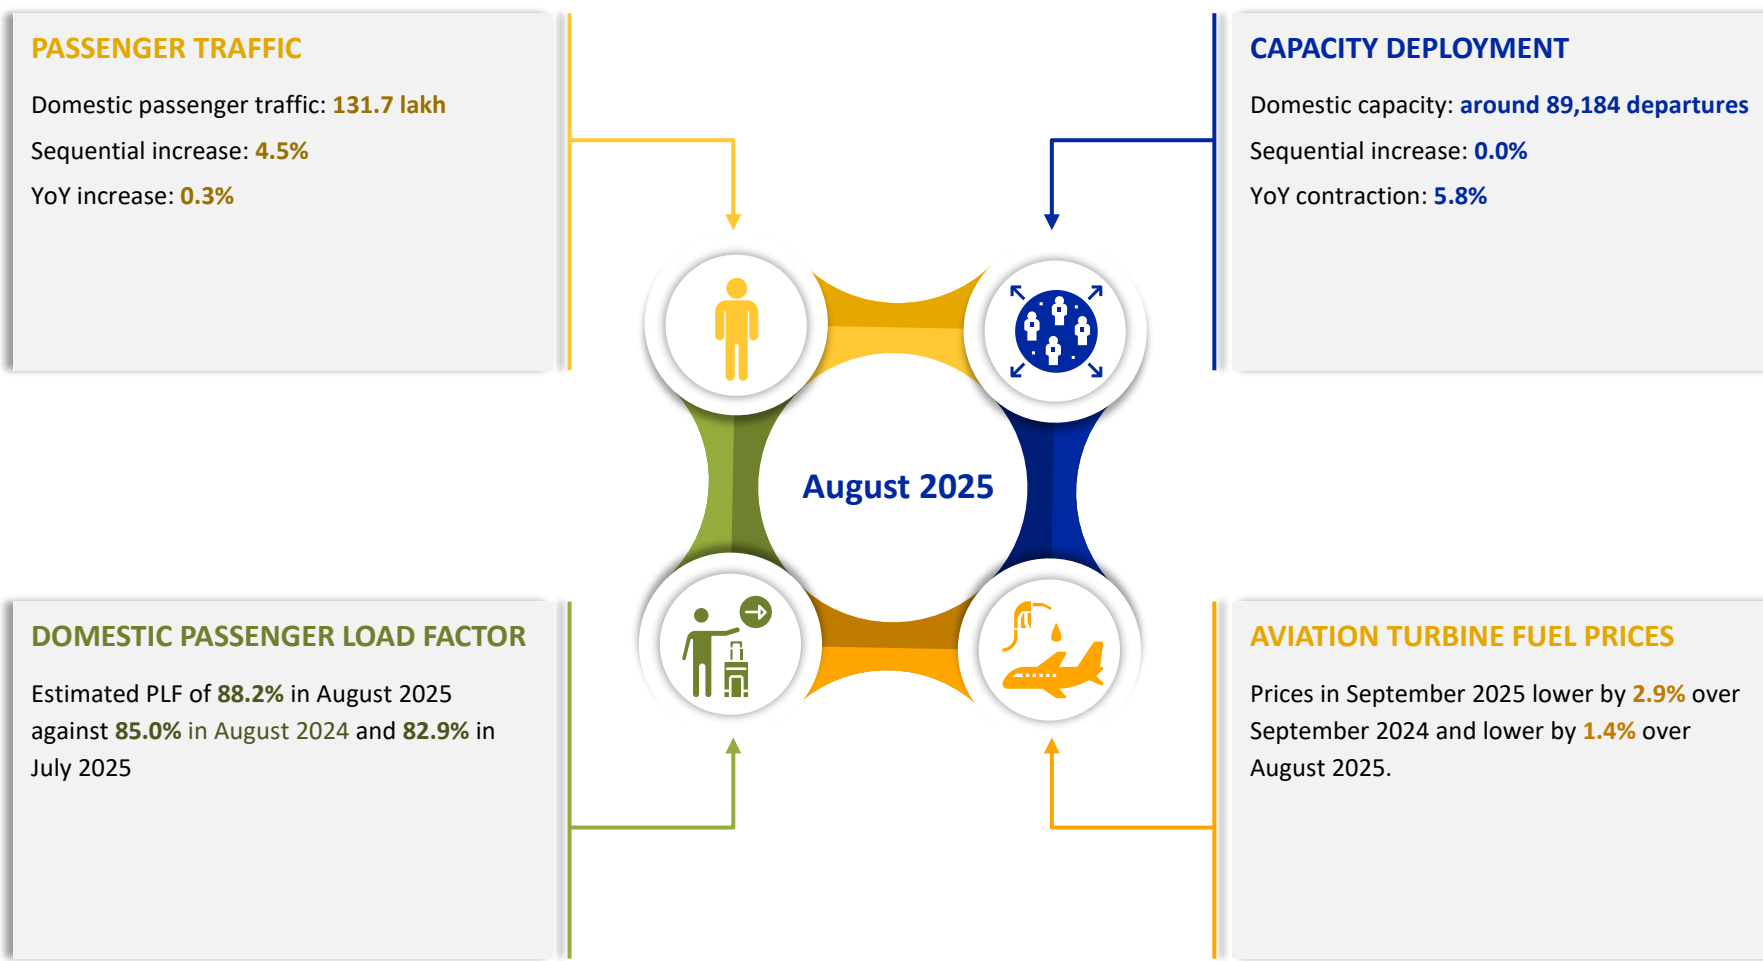 PASSENGER TRAFFIC
Domestic passenger traffic: 131.7 lakh
Sequential increase: 4.5%
YoY increase: 0.3%
CAPACITY DEPLOYMENT
Domestic capacity: around 89,184 departures
Sequential increase: 0.0%
YoY contraction: 5.8%
August 2025
DOMESTIC PASSENGER LOAD FACTOR
Estimated PLF of 88.2% in August 2025
against 85.0% in August 2024 and 82.9% in
July 2025
AVIATION TURBINE FUEL PRICES
Prices in September 2025 lower by 2.9% over
September 2024 and lower by 1.4% over
August 2025.